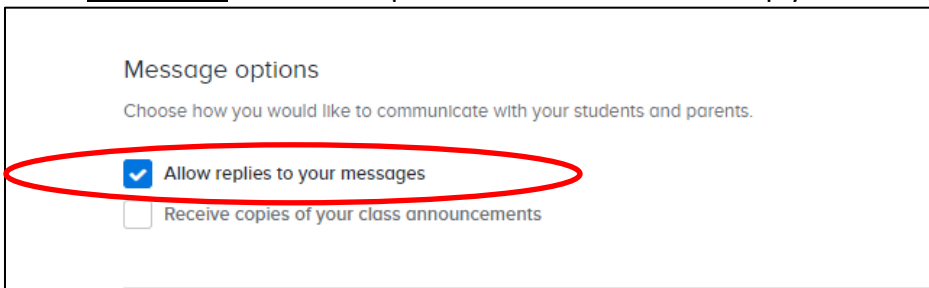 Message options
Choose how you would like to communicate with your students and parents.
Allow replies to your messages
Receive copies of your class announcements